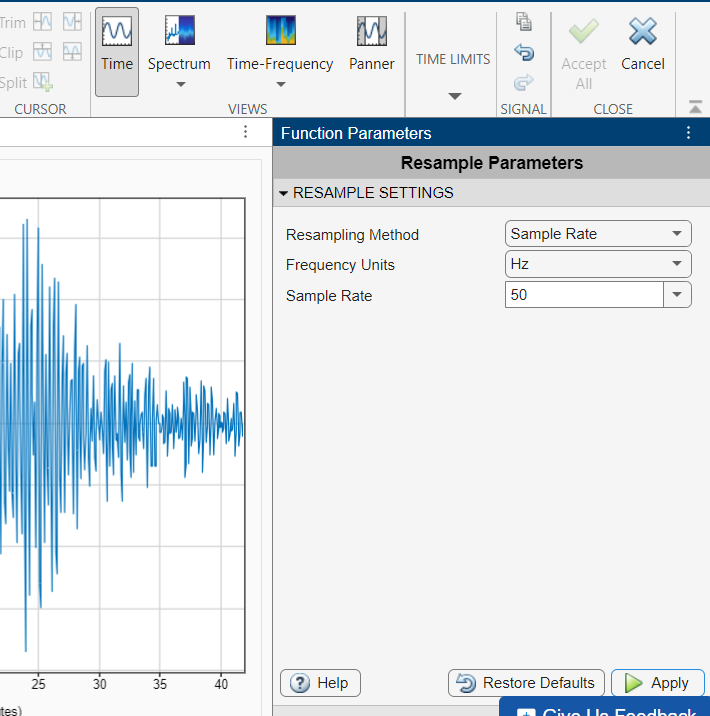 Trim
Clip
Split
CURSOR
Time
Spectrum
Time-Frequency
Panner
VIEWS
TIME LIMITS
SIGNAL
Accept All
Cancel
CLOSE
Function Parameters
Resample Parameters
RESAMPLE SETTINGS
Resampling Method Sample Rate
Frequency Units Hz
Sample Rate 50
25 30 35 40
tes)
Help Restore Defaults Apply
Give Us Feedback